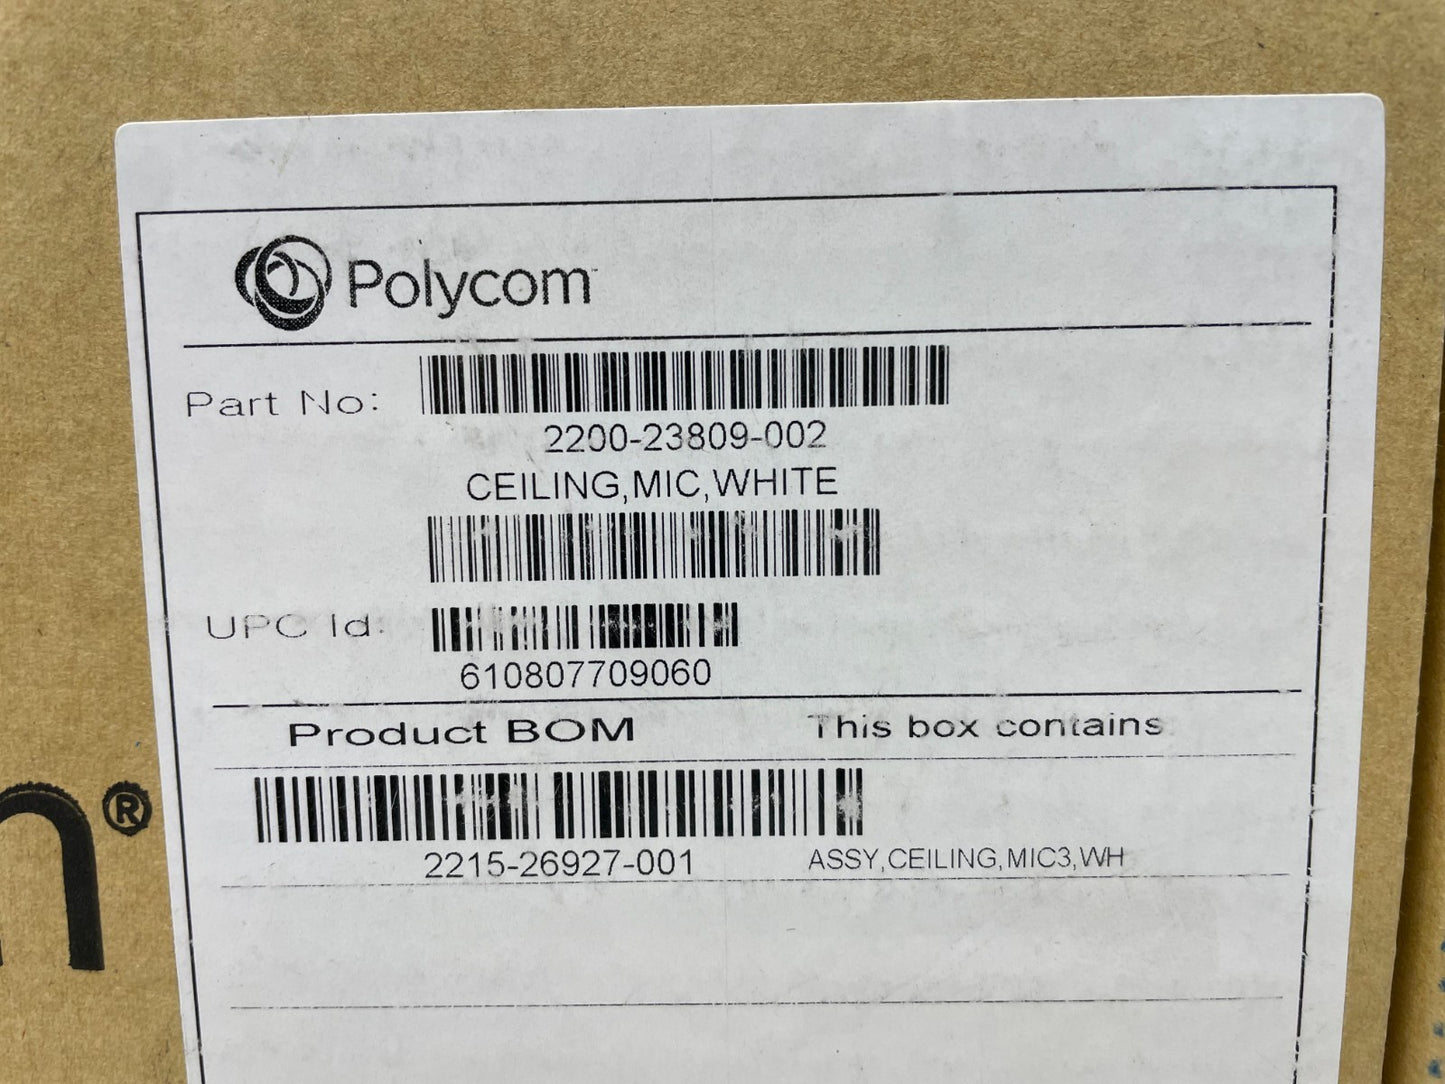 Polycom™
Part No:
2200-23809-002
CEILING,MIC,WHITE
UPC Id:
610807709060
Product BOM This box contains
2215-26927-001 ASSY,CEILING,MIC3,WH
m®